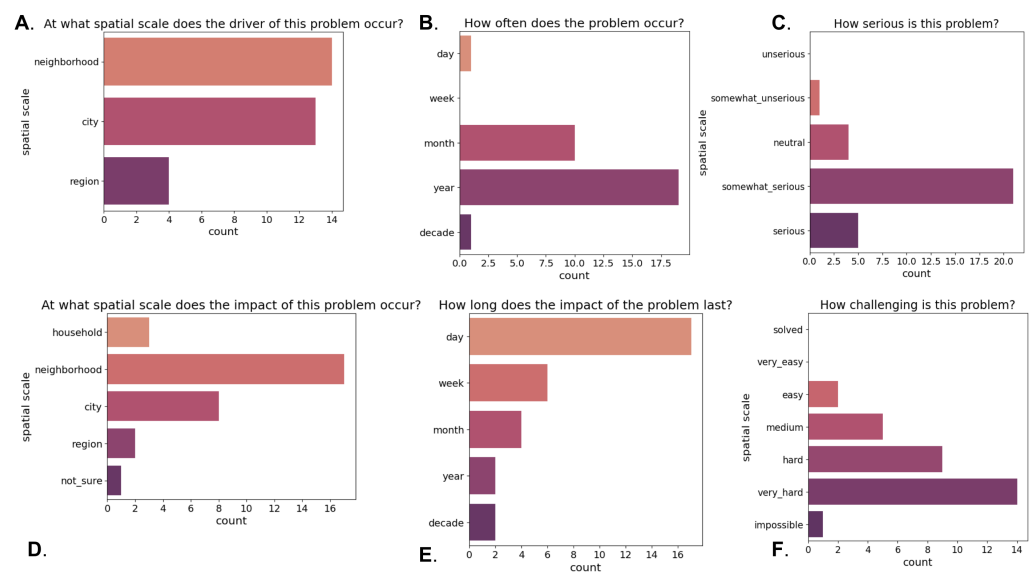 A. At what spatial scale does the driver of this problem occur?
spatial scale
neighborhood
city
region
0 2 4 6 8 10 12 14
count
B. How often does the problem occur?
day
week
month
year
decade
0.0 2.5 5.0 7.5 10.0 12.5 15.0 17.5
count
C. How serious is this problem?
spatial scale
unserious
somewhat_unserious
neutral
somewhat_serious
serious
0.0 2.5 5.0 7.5 10.0 12.5 15.0 17.5 20.0
count
At what spatial scale does the impact of this problem occur?
spatial scale
household
neighborhood
city
region
not_sure
0 2 4 6 8 10 12 14 16
count
D.
How long does the impact of the problem last?
day
week
month
year
decade
0 2 4 6 8 10 12 14 16
count
E.
How challenging is this problem?
spatial scale
solved
very_easy
easy
medium
hard
very_hard
impossible
0 2 4 6 8 10 12 14
count
F.